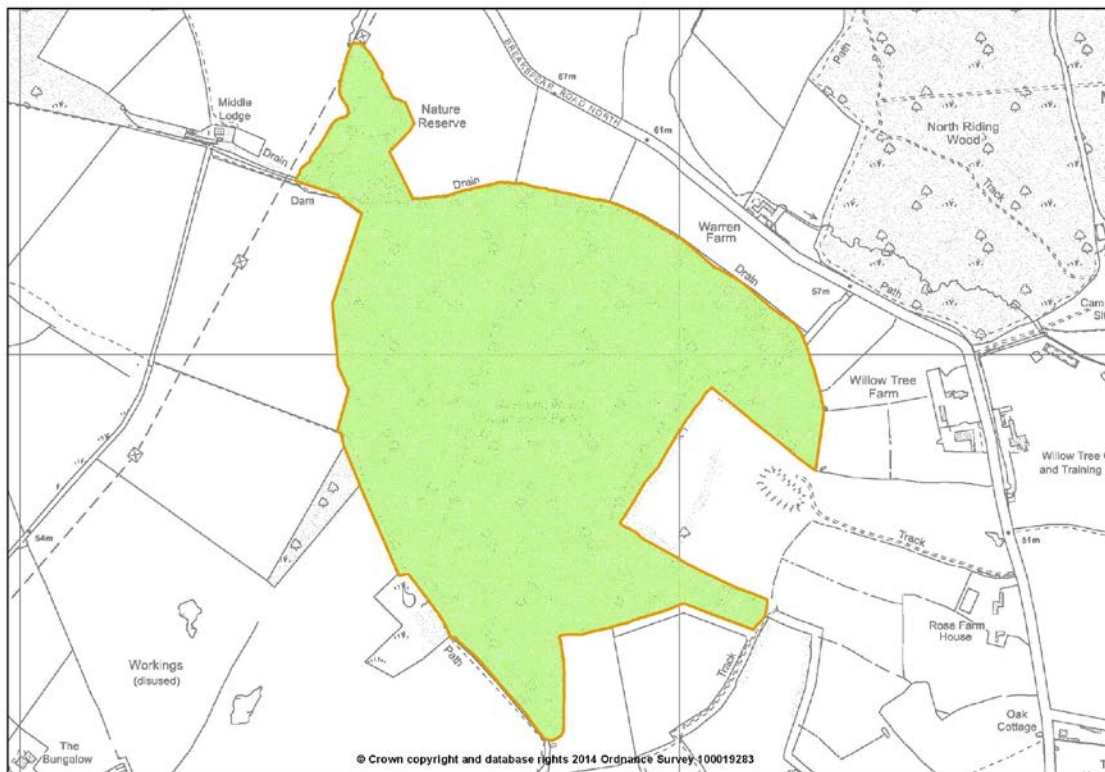 BREAKSPEAR ROAD NORTH
67m
Middle
Lodge
Nature
Reserve
Path
61m
North Riding
Wood
Drain
Drain
Track
Dam
Warren
Farm
Drain
Path
57m
Willow Tree
Farm
Willow Tree
and Training
54m
Track
51m
Rose Farm
House
Path
Workings
(disused)
Track
Oak
Cottage
The
Bungalow
© Crown copyright and database rights 2014 Ordnance Survey 100019283